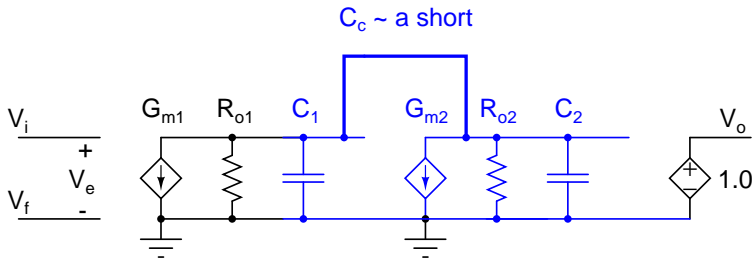 C_c ~ a short
G_m1 R_o1 C_1 G_m2 R_o2 C_2 V_o
V_i
+
V_e
V_f
-
+
−
1.0